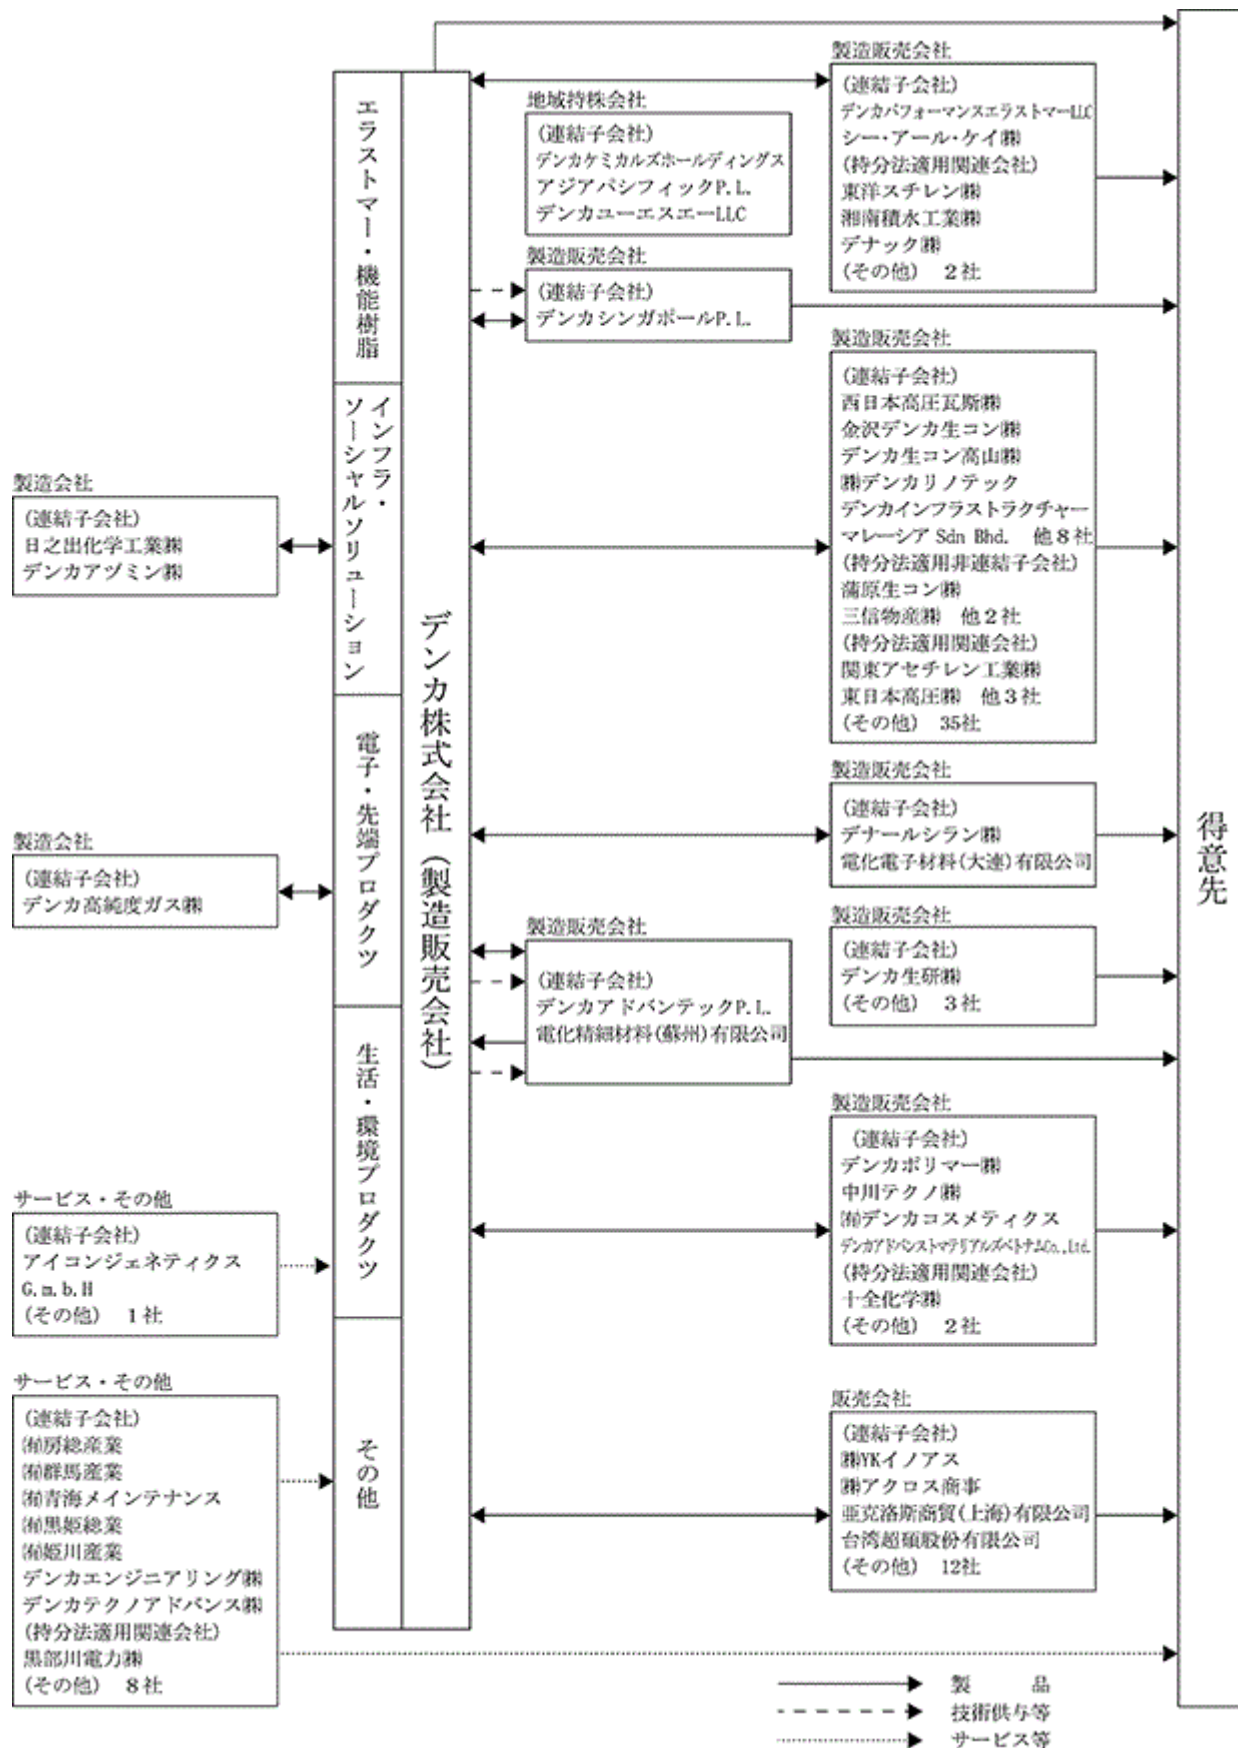 製造販売会社
(連結子会社)
デンカパフォーマンスエラストマーLLC
シー・アール・ケイ㈱
(持分法適用関連会社)
東洋スチレン㈱
湘南積水工業㈱
デナック㈱
(その他) 2社
地域持株会社
(連結子会社)
デンカケミカルズホールディングス
アジアパシフィックP.L.
デンカユーエスエーLLC
製造販売会社
(連結子会社)
デンカシンガポールP.L.
エラストマー・機能樹脂
インフラ・
ソーシャルソリューション
電子・先端プロダクツ
生活・環境プロダクツ
その他
デンカ株式会社(製造販売会社)
得意先
製造販売会社
(連結子会社)
西日本高圧瓦斯㈱
金沢デンカ生コン㈱
デンカ生コン高山㈱
㈱デンカリノテック
デンカインフラストラクチャー
マレーシア Sdn Bhd. 他8社
(持分法適用非連結子会社)
蒲原生コン㈱
三信物産㈱ 他2社
(持分法適用関連会社)
関東アセチレン工業㈱
東日本高圧㈱ 他3社
(その他) 35社
製造会社
(連結子会社)
日之出化学工業㈱
デンカアヅミン㈱
製造会社
(連結子会社)
デンカ高純度ガス㈱
製造販売会社
(連結子会社)
デナールシラン㈱
電化電子材料(大連)有限公司
製造販売会社
(連結子会社)
デンカ生研㈱
(その他) 3社
製造販売会社
(連結子会社)
デンカアドバンテックP.L.
電化精細材料(蘇州)有限公司
製造販売会社
(連結子会社)
デンカポリマー㈱
中川テクノ㈱
㈲デンカコスメティクス
デンカアドバンストマテリアルズベトナムCo.,Ltd.
(持分法適用関連会社)
十全化学㈱
(その他) 2社
サービス・その他
(連結子会社)
アイコンジェネティクス
G.m.b.H
(その他) 1社
サービス・その他
(連結子会社)
㈲房総産業
㈲群馬産業
㈲青海メインテナンス
㈲黒姫総業
㈲姫川産業
デンカエンジニアリング㈱
デンカテクノアドバンス㈱
(持分法適用関連会社)
黒部川電力㈱
(その他) 8社
販売会社
(連結子会社)
㈱YKイノアス
㈱アクロス商事
亜克洛斯商貿(上海)有限公司
台湾超碩股份有限公司
(その他) 12社
製 品
技術供与等
サービス等